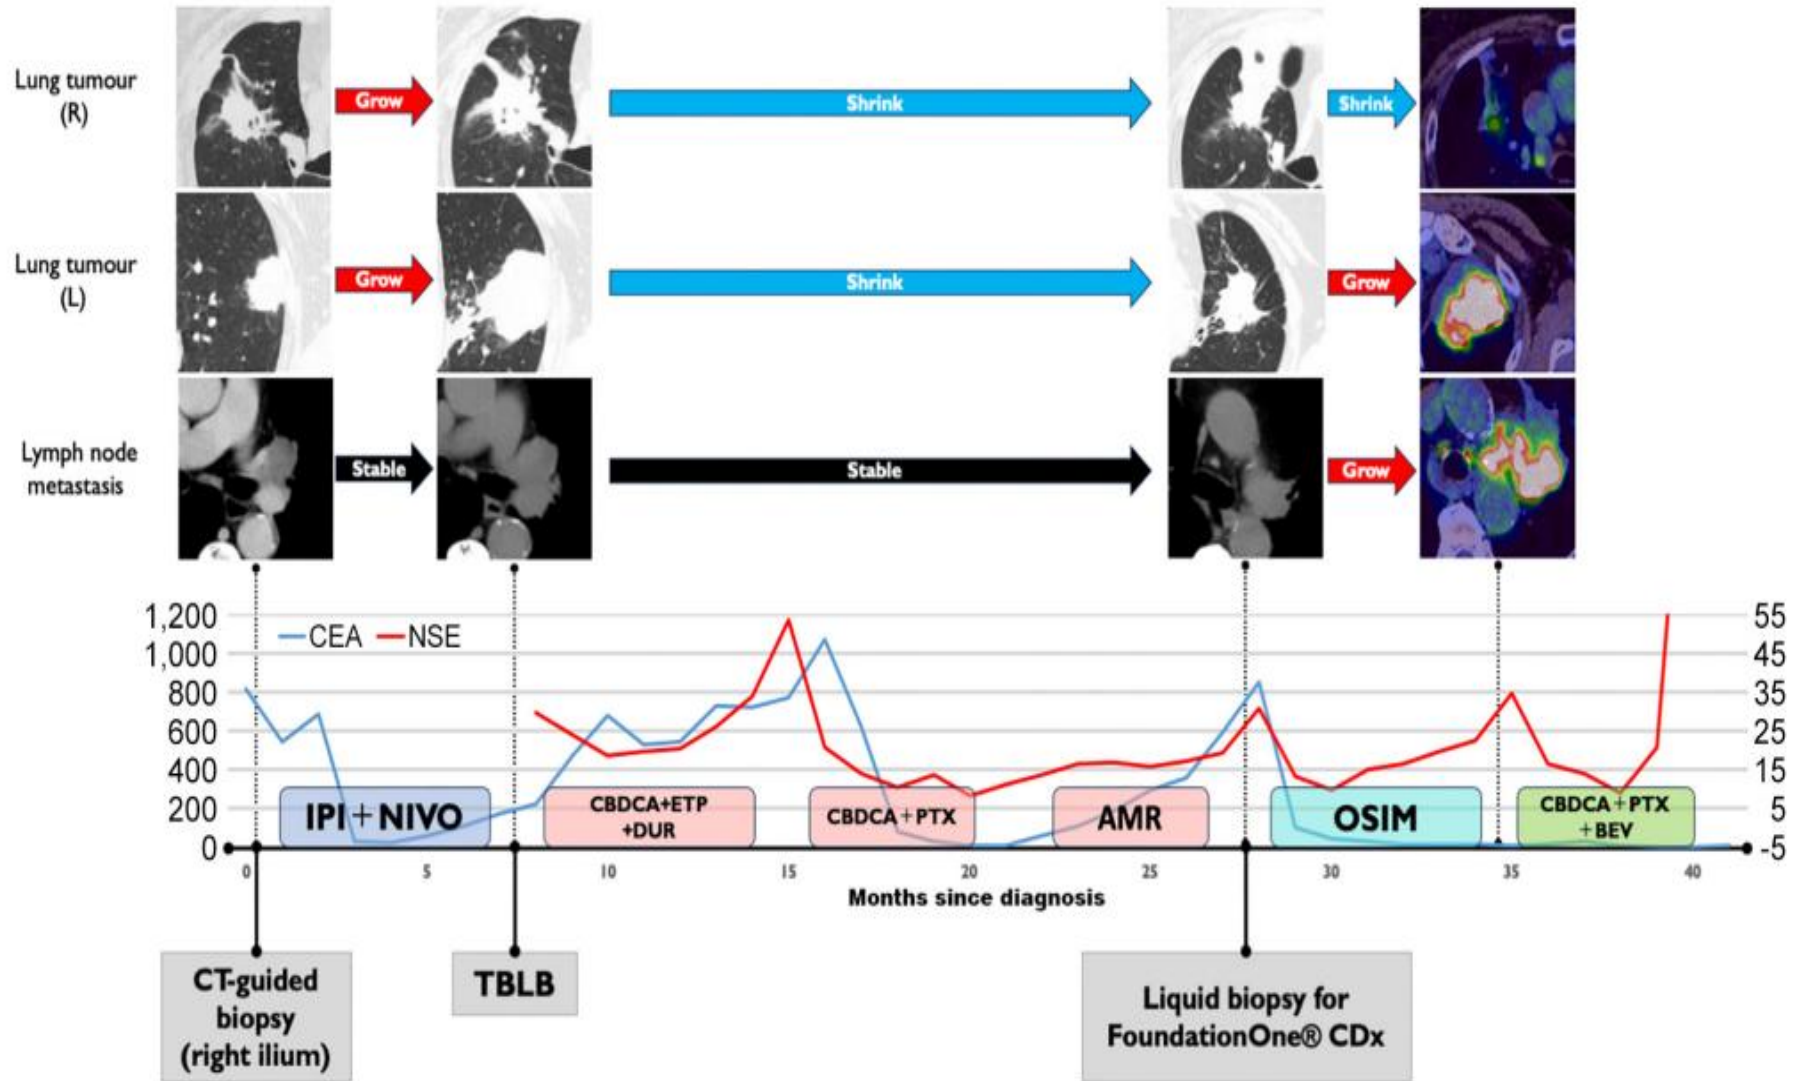 Lung tumour
(R)
Grow
Shrink
Shrink
Lung tumour
(L)
Grow
Shrink
Grow
Lymph node
metastasis
Stable
Stable
Grow
1,200
1,000
800
600
400
200
0
CEA
NSE
55
45
35
25
15
5
-5
IPI+NIVO
CBDCA+ETP
+DUR
CBDCA+PTX
AMR
OSIM
CBDCA+PTX
+BEV
0 5 10 15 20 25 30 35 40
Months since diagnosis
CT-guided
biopsy
(right ilium)
TBLB
Liquid biopsy for
FoundationOne® CDx